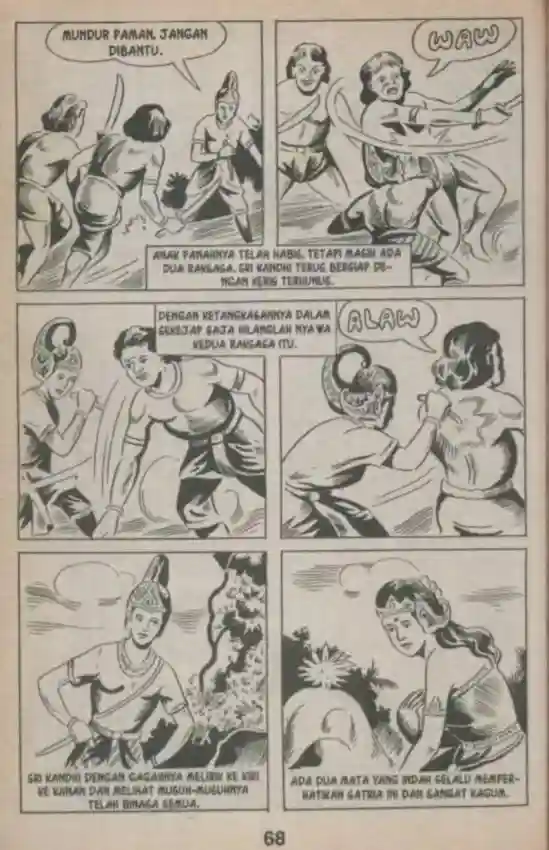 MUNDUR PAMAN, JANGAN
DIBANTU.
WAW
ANAK PANAHNYA TELAH HABIS, TETAPI MASIH ADA
DUA RAKSASA. SRI KANDHI TERUS BERSIAP DE-
NGAN KERIS TERHUNUS.
DENGAN KETANGKASANNYA DALAM
SEKEJAP SAJA HILANGLAH NYAWA
KEDUA RAKSASA ITU.
ALAW
SRI KANDHI DENGAN GAGAHNYA MELIRIK KE KIRI
KE KANAN DAN MELIHAT MUSUH-MUSUHNYA
TELAH BINASA SEMUA.
ADA DUA MATA YANG INDAH SELALU MEMPER-
HATIKAN SATRIA INI DAN SANGAT KAGUM.
68